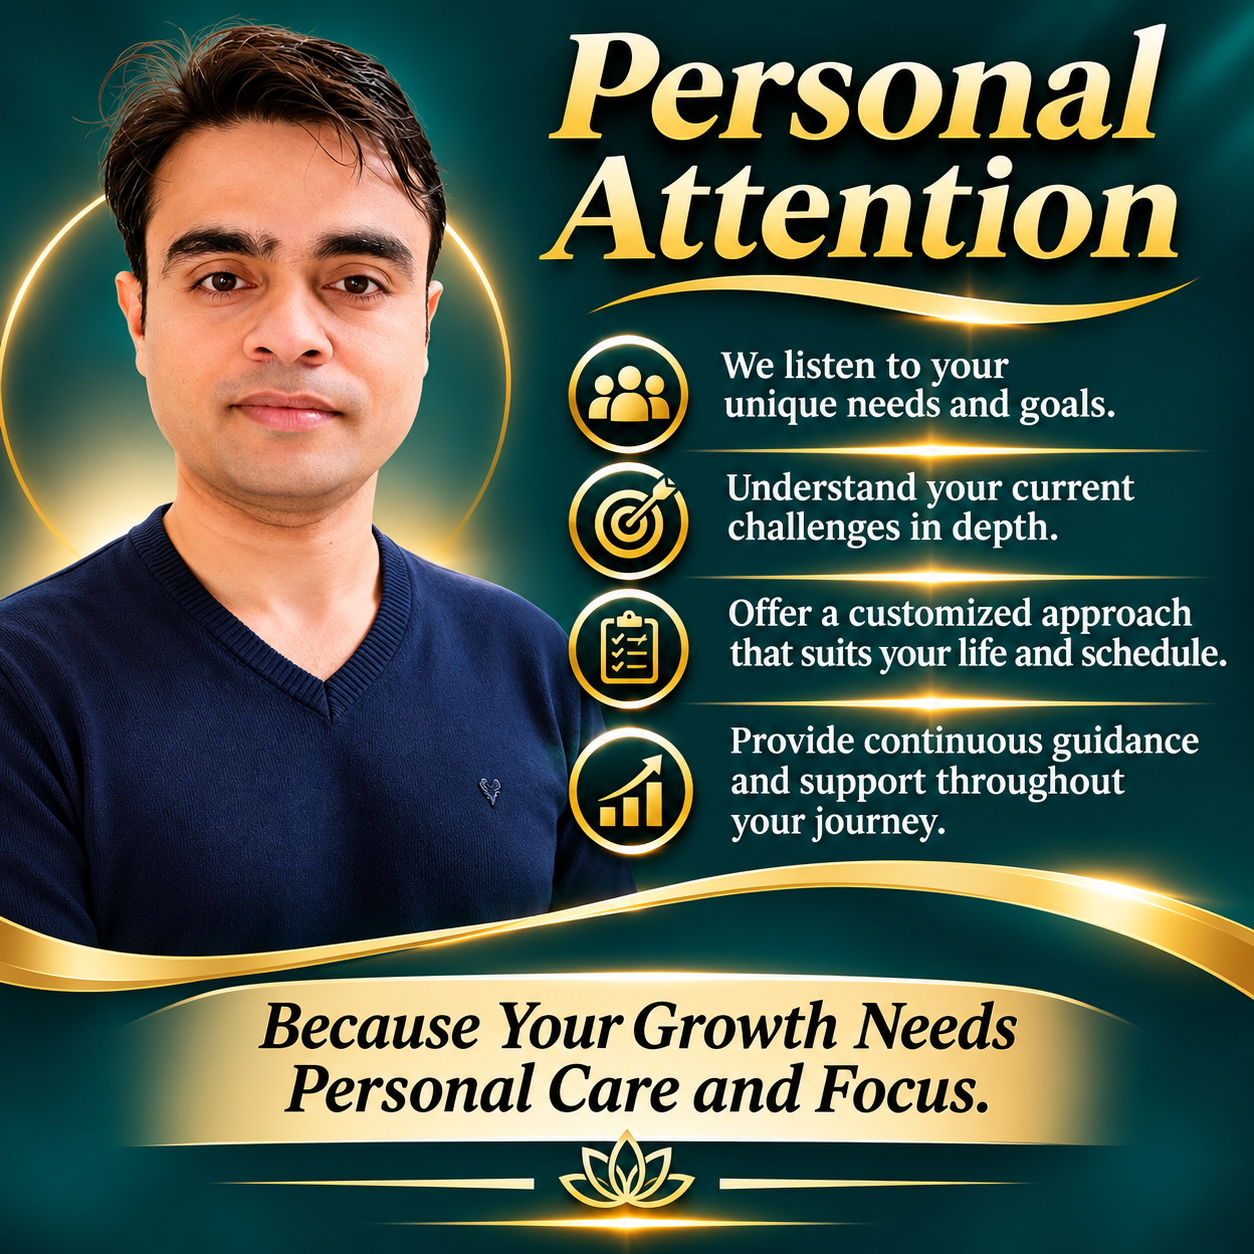 Personal
Attention
We listen to your
unique needs and goals.
Understand your current
challenges in depth.
Offer a customized approach
that suits your life and schedule.
Provide continuous guidance
and support throughout
your journey.
Because Your Growth Needs
Personal Care and Focus.